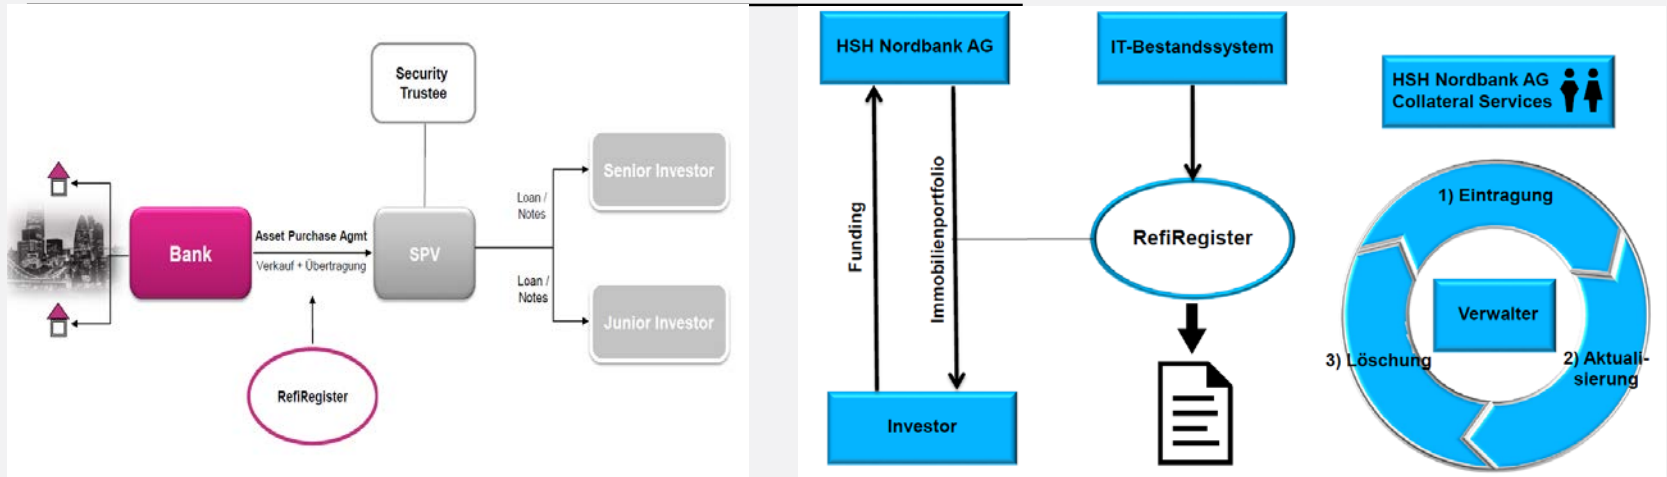 Security
Trustee
Senior Investor
Loan /
Notes
Asset Purchase Agmt
Bank
SPV
Verkauf + Übertragung
Loan /
Notes
Junior Investor
RefiRegister
HSH Nordbank AG
IT-Bestandssystem
HSH Nordbank AG
Collateral Services
Funding
Immobilienportfolio
RefiRegister
Investor
1) Eintragung
Verwalter
3) Löschung
2) Aktuali-
sierung